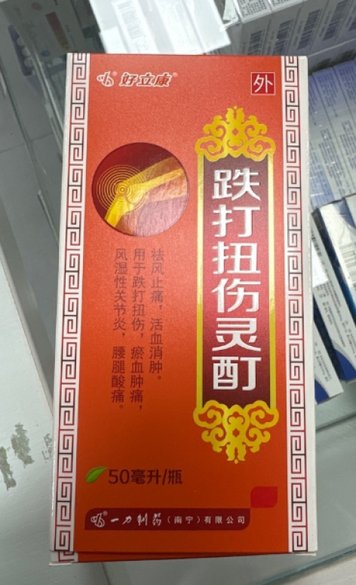 好立康
外
跌打扭伤灵酊
祛风止痛，活血消肿。
用于跌打扭伤，瘀血肿痛，
风湿性关节炎，腰腿酸痛。
50毫升/瓶
一力制药（南宁）有限公司